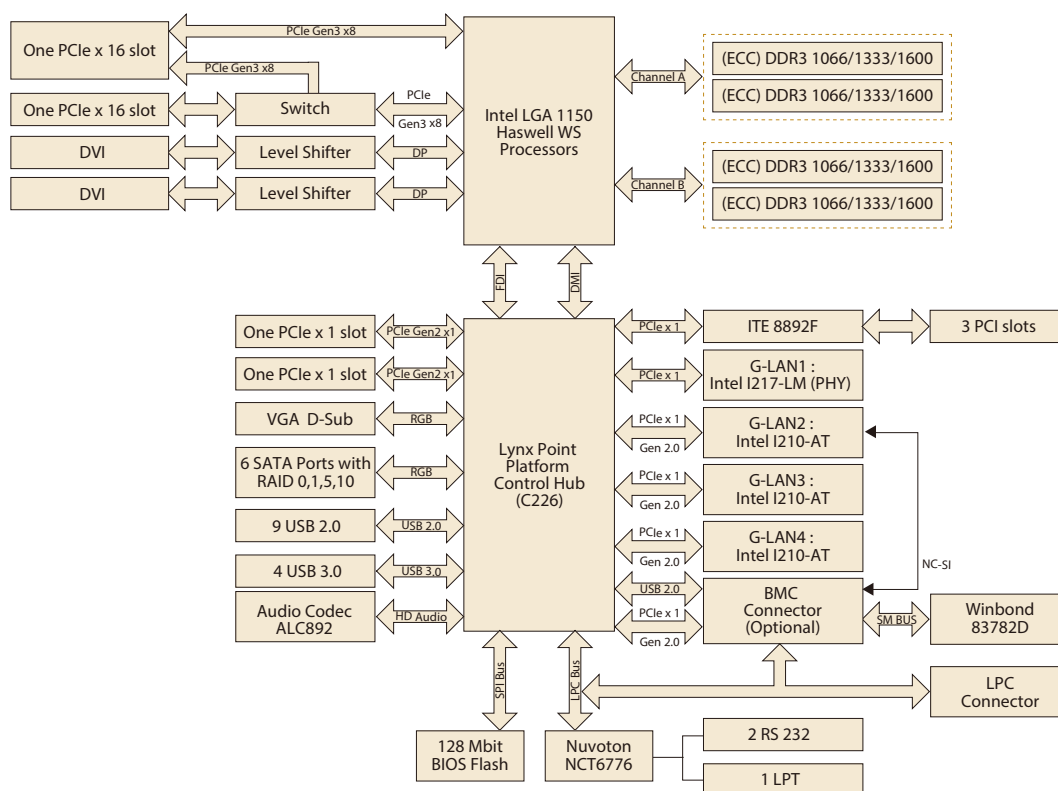 PCIe Gen3 x8
One PCIe x 16 slot
PCIe Gen3 x8
One PCIe x 16 slot
Switch
PCIe
Gen3 x8
DVI
Level Shifter
DP
DVI
Level Shifter
DP
Intel LGA 1150
Haswell WS
Processors
Channel A
(ECC) DDR3 1066/1333/1600
(ECC) DDR3 1066/1333/1600
Channel B
(ECC) DDR3 1066/1333/1600
(ECC) DDR3 1066/1333/1600
FDI
DMI
One PCIe x 1 slot
PCIe Gen2 x1
One PCIe x 1 slot
PCIe Gen2 x1
VGA D-Sub
RGB
6 SATA Ports with
RAID 0,1,5,10
RGB
9 USB 2.0
USB 2.0
4 USB 3.0
USB 3,0
Audio Codec
ALC892
HD Audio
Lynx Point
Platform
Control Hub
(C226)
PCIe x 1
ITE 8892F
3 PCI slots
PCIe x 1
G-LAN1 :
Intel I217-LM (PHY)
PCIe x 1
Gen 2.0
G-LAN2 :
Intel I210-AT
PCIe x 1
Gen 2.0
G-LAN3 :
Intel I210-AT
PCIe x 1
Gen 2.0
G-LAN4 :
Intel I210-AT
NC-SI
USB 2.0
PCIe x 1
Gen 2.0
BMC
Connector
(Optional)
SM BUS
Winbond
83782D
SPI Bus
LPC Bus
LPC
Connector
128 Mbit
BIOS Flash
Nuvoton
NCT6776
2 RS 232
1 LPT